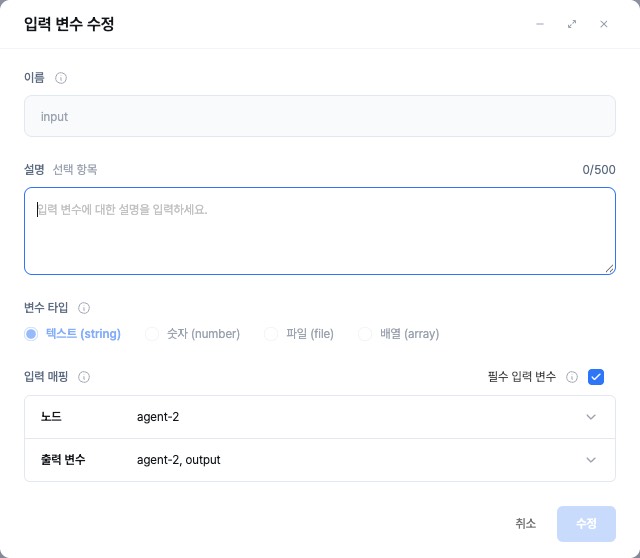 입력 변수 수정
이름
input
설명 선택 항목 0/500
입력 변수에 대한 설명을 입력하세요.
변수 타입
텍스트 (string) 숫자 (number) 파일 (file) 배열 (array)
입력 매핑 필수 입력 변수
노드 agent-2
출력 변수 agent-2, output
취소 수정